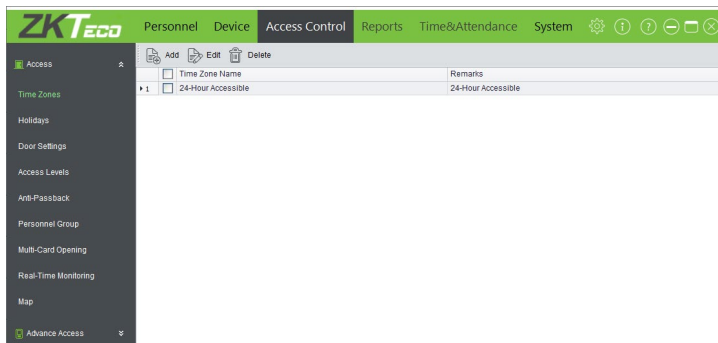 ZKTeco Personnel Device Access Control Reports Time&Attendance System
Access
Add Edit Delete
Time Zone Name Remarks
1 24-Hour Accessible 24-Hour Accessible
Time Zones
Holidays
Door Settings
Access Levels
Anti-Passback
Personnel Group
Multi-Card Opening
Real-Time Monitoring
Map
Advance Access